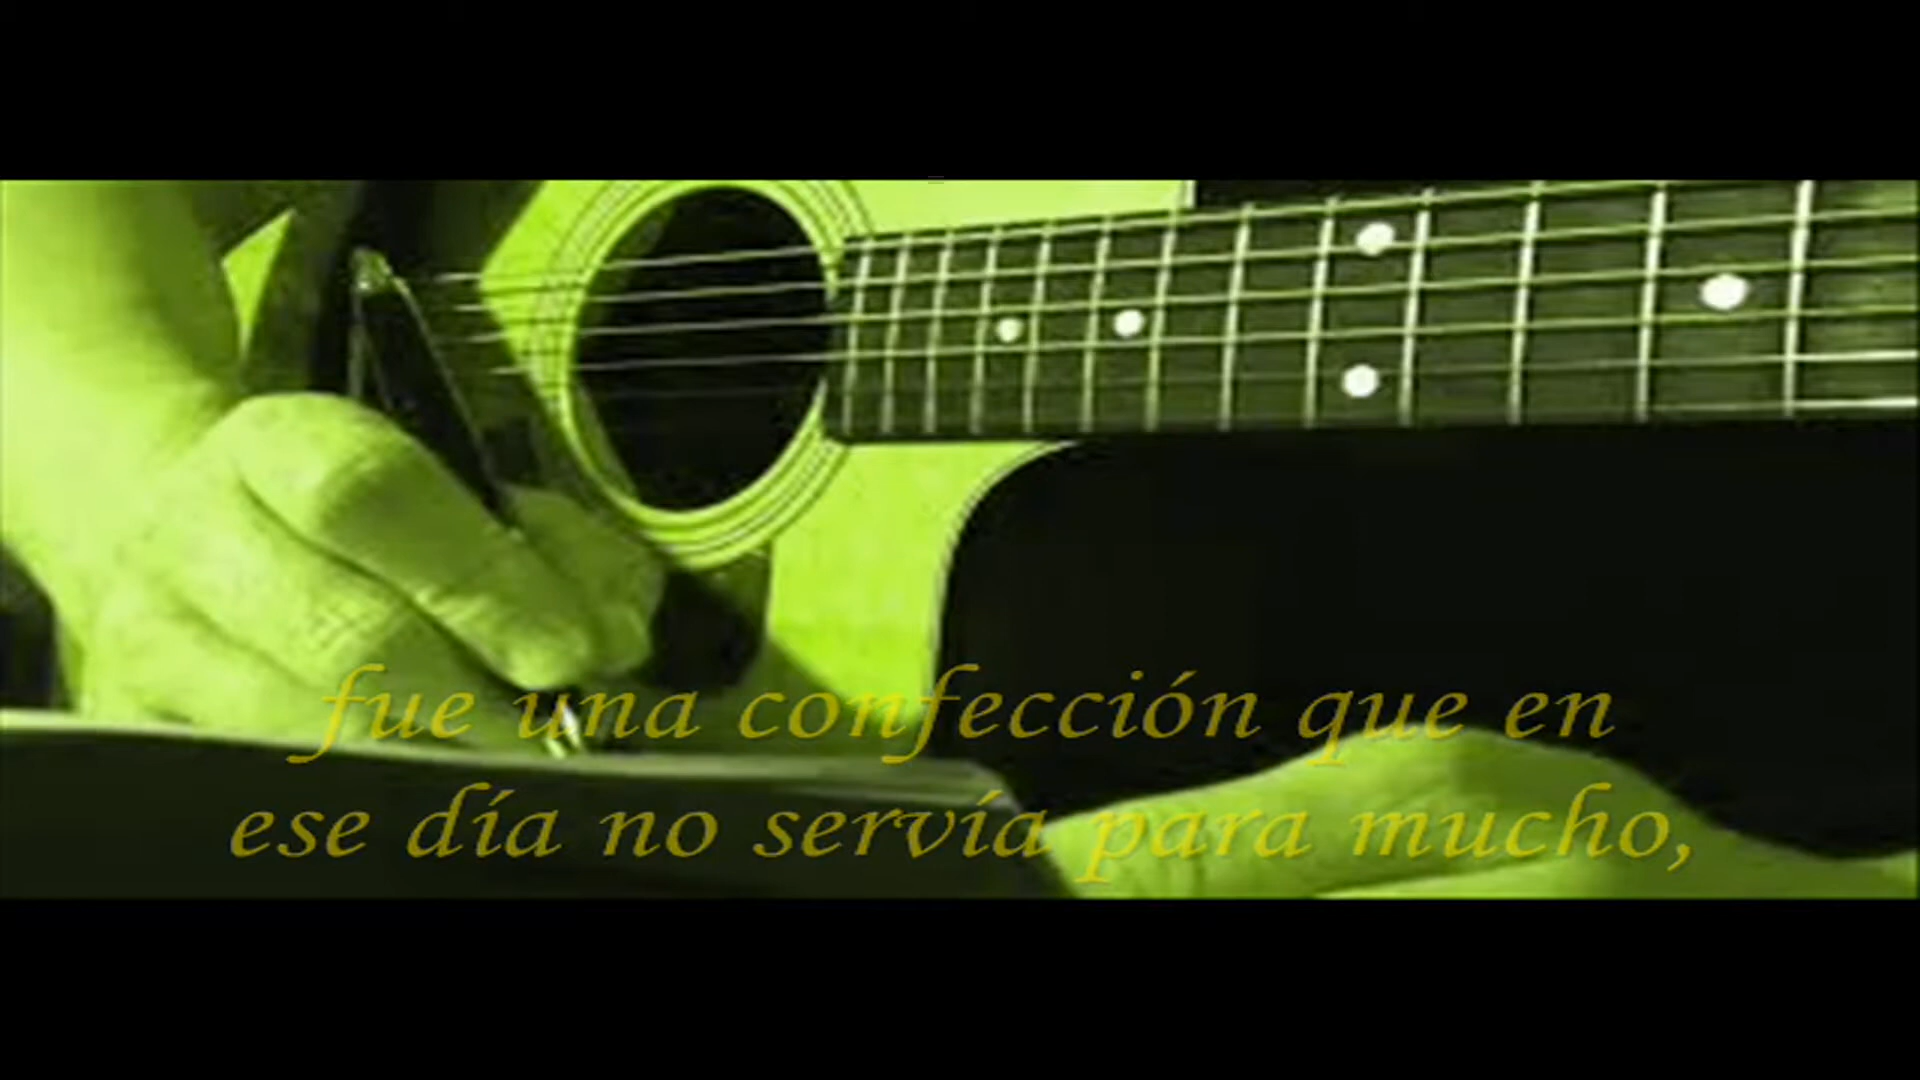 fue una confección que en
ese día no servía para mucho,